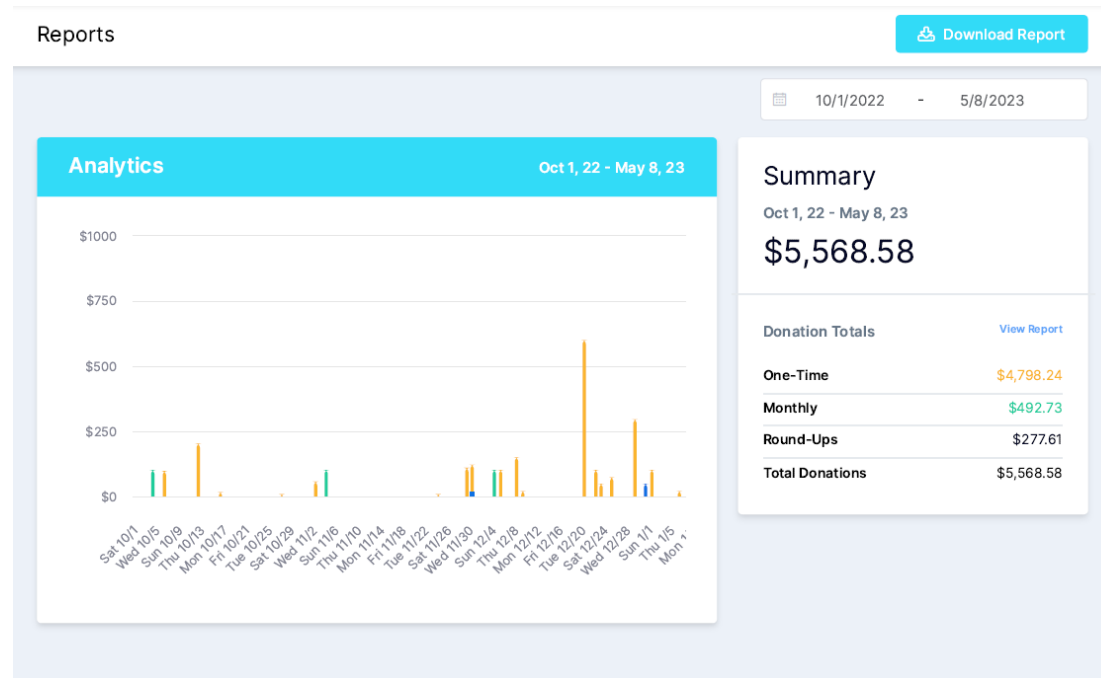 Reports
Download Report
10/1/2022 - 5/8/2023
Analytics
Oct 1, 22 - May 8, 23
$1000
$750
$500
$250
$0
Sat 10/1
Wed 10/5
Sun 10/9
Thu 10/13
Mon 10/17
Fri 10/21
Tue 10/25
Sat 10/29
Wed 11/2
Sun 11/6
Thu 11/10
Mon 11/14
Fri 11/18
Tue 11/22
Sat 11/26
Wed 11/30
Sun 12/4
Thu 12/8
Mon 12/12
Fri 12/16
Tue 12/20
Sat 12/24
Wed 12/28
Sun 1/1
Thu 1/5
Mon 1
Summary
Oct 1, 22 - May 8, 23
$5,568.58
Donation Totals
View Report
One-Time $4,798.24
Monthly $492.73
Round-Ups $277.61
Total Donations $5,568.58